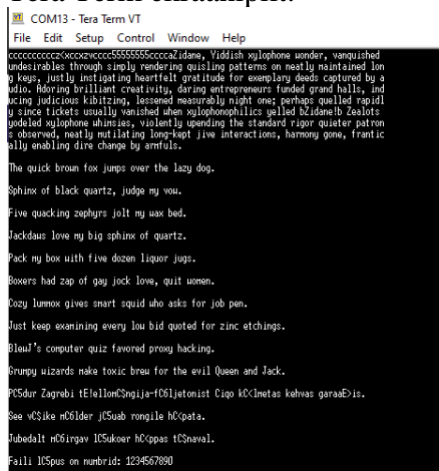 COM13 - Tera Term VT
File Edit Setup Control Window Help
cccccccccz<xccxzvcccc55555555ccccaZidane, Yiddish xylophone wonder, vanquished
undesirables through simply rendering quisling patterns on neatly maintained lon
g keys, justly instigating heartfelt gratitude for exemplary deeds captured by a
udio. Adoring brilliant creativity, daring entrepreneurs funded grand halls, ind
ucing judicious kibitzing, lessened measurably night one; perhaps quelled rapidl
y since tickets usually vanished when xylophonophilics yelled bZidane!b Zealots
yodeled xylophone whimsies, violently upending the standard rigor quieter patron
s observed, neatly mutilating long-kept jive interactions, harmony gone, frantic
ally enabling dire change by armfuls.
The quick brown fox jumps over the lazy dog.
Sphinx of black quartz, judge my vow.
Five quacking zephyrs jolt my wax bed.
Jackdaws love my big sphinx of quartz.
Pack my box with five dozen liquor jugs.
Boxers had zap of gay jock love, quit women.
Cozy lummox gives smart squid who asks for job pen.
Just keep examining every low bid quoted for zinc etchings.
BlewJ's computer quiz favored proxy hacking.
Grumpy wizards make toxic brew for the evil Queen and Jack.
PC5dur Zagrebi tE!ellomC$ngija-fC6ljetonist Ciqo kC<lmetas kehvas garaaE>is.
See vC$ike mC6lder jC5uab rongile hC<pata.
Jubedalt mC6irgav lC5ukoer hC<ppas tC$naval.
Faili lC5pus on numbrid: 1234567890